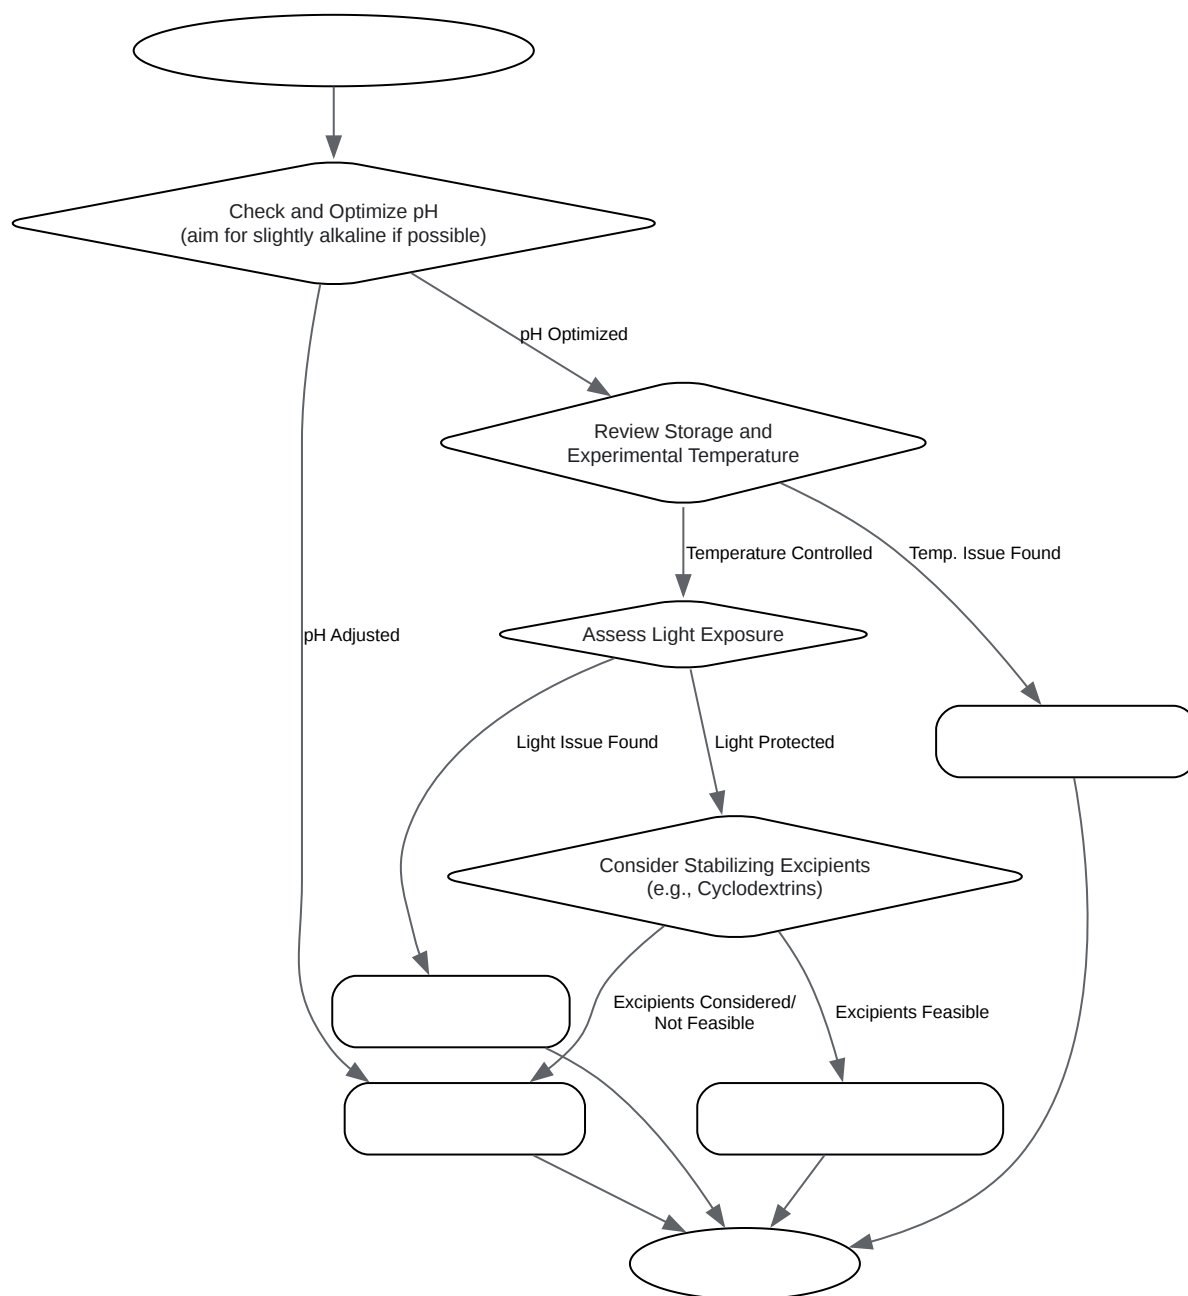 Check and Optimize pH
(aim for slightly alkaline if possible)
pH Optimized
Review Storage and
Experimental Temperature
Temperature Controlled
Temp. Issue Found
Assess Light Exposure
pH Adjusted
Light Issue Found
Light Protected
Consider Stabilizing Excipients
(e.g., Cyclodextrins)
Excipients Considered/
Not Feasible
Excipients Feasible